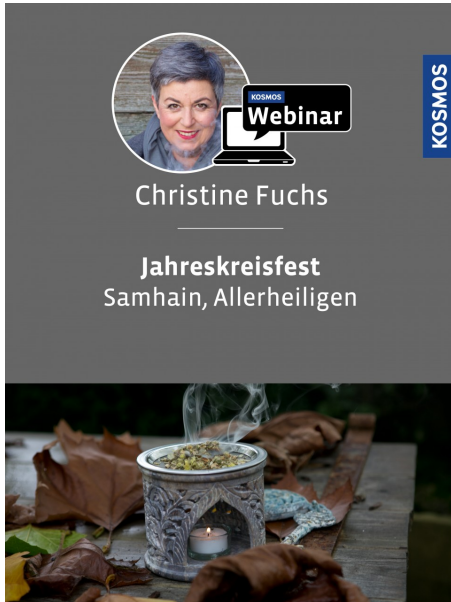 KOSMOS
Webinar
KOSMOS
Christine Fuchs
Jahreskreisfest
Samhain, Allerheiligen